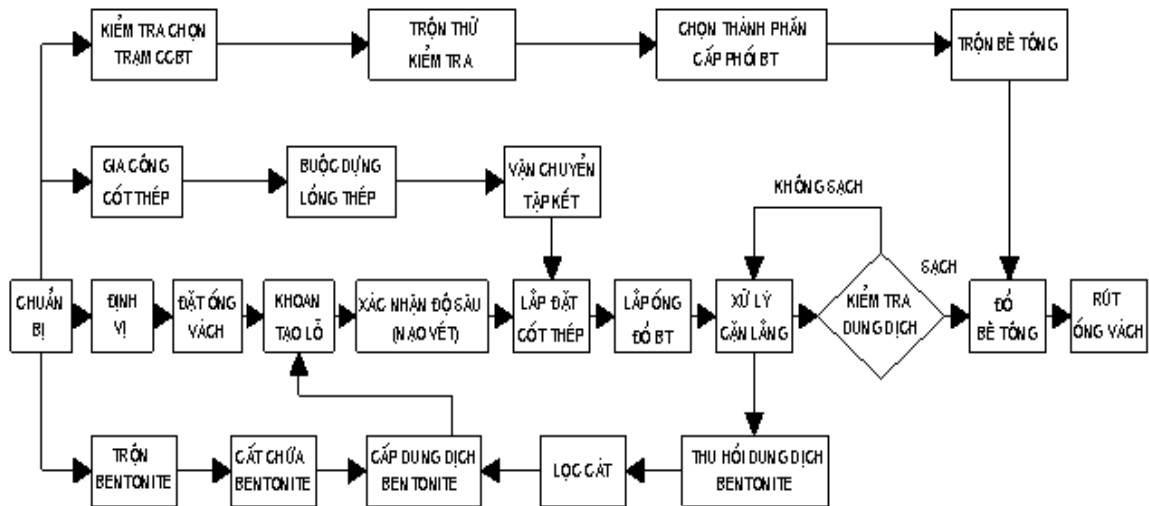 KIỂM TRA CHỌN
TRẠM CCBT
TRỘN THỬ
KIỂM TRA
CHỌN THÀNH PHẦN
CẤP PHỐI BT
TRỘN BÊ TÔNG
GIA CÔNG
CỐT THÉP
BUỘC DỰNG
LỒNG THÉP
VẬN CHUYỂN
TẬP KẾT
KHÔNG SẠCH
SẠCH
CHUẨN
BỊ
ĐỊNH
VỊ
ĐẶT ỐNG
VÁCH
KHOAN
TẠO LỖ
XÁC NHẬN ĐỘ SÂU
(NẠO VÉT)
LẮP ĐẶT
CỐT THÉP
LẮP ỐNG
ĐỔ BT
XỬ LÝ
CẶN LẮNG
KIỂM TRA
DUNG DỊCH
ĐỔ
BÊ TÔNG
RÚT
ỐNG VÁCH
TRỘN
BENTONITE
CẤT CHỨA
BENTONITE
CẤP DUNG DỊCH
BENTONITE
LỌC CÁT
THU HỒI DUNG DỊCH
BENTONITE